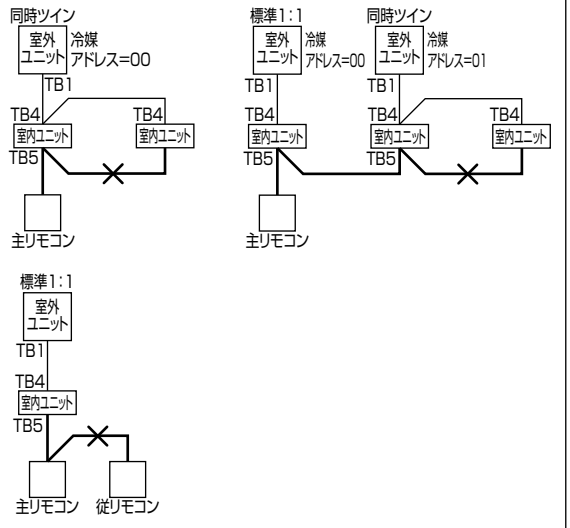 同時ツイン
室外
ユニット
冷媒
アドレス=00
TB1
TB4
TB4
室内ユニット
室内ユニット
TB5
主リモコン
標準1:1
同時ツイン
室外
ユニット
冷媒
アドレス=00
室外
ユニット
冷媒
アドレス=01
TB1
TB1
TB4
TB4
TB4
室内ユニット
室内ユニット
室内ユニット
TB5
TB5
主リモコン
標準1:1
室外
ユニット
TB1
TB4
室内ユニット
TB5
主リモコン
従リモコン